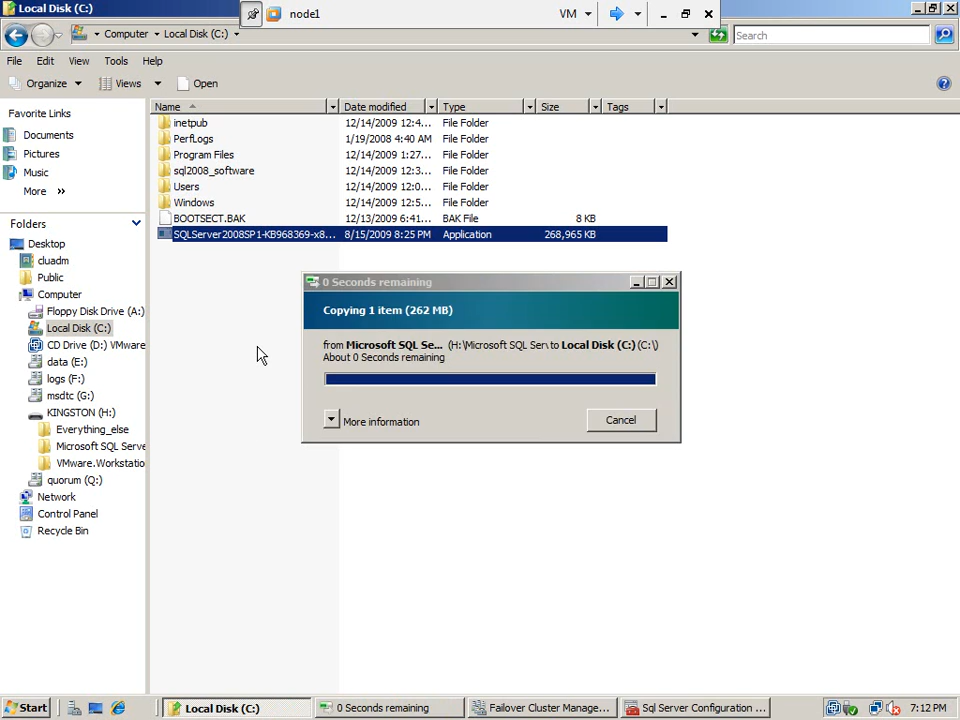 Local Disk (C:)
node1
VM
Computer
Local Disk (C:)
Search
File
Edit
View
Tools
Help
Organize
Views
Open
Name
Date modified
Type
Size
Tags
Favorite Links
Documents
Pictures
Music
More »
Folders
Desktop
cluadm
Public
Computer
Floppy Disk Drive (A:)
Local Disk (C:)
CD Drive (D:) VMware
data (E:)
logs (F:)
msdtc (G:)
KINGSTON (H:)
Everything_else
Microsoft SQL Serve
VMware.Workstatio
quorum (Q:)
Network
Control Panel
Recycle Bin
inetpub 12/14/2009 12:4... File Folder
PerfLogs 1/19/2008 4:40 AM File Folder
Program Files 12/14/2009 1:27... File Folder
sql2008_software 12/14/2009 12:3... File Folder
Users 12/14/2009 12:0... File Folder
Windows 12/14/2009 12:4... File Folder
BOOTSECT.BAK 12/13/2009 6:41... BAK File 8 KB
SQLServer2008SP1-KB968369-x8... 8/15/2009 8:25 PM Application 268,965 KB
0 Seconds remaining
Copying 1 item (262 MB)
from Microsoft SQL Se... (H:\Microsoft SQL Ser\ to Local Disk (C:) (C:\)
About 0 Seconds remaining
More information
Cancel
Start
Local Disk (C:)
0 Seconds remaining
Failover Cluster Manage...
Sql Server Configuration ...
7:12 PM